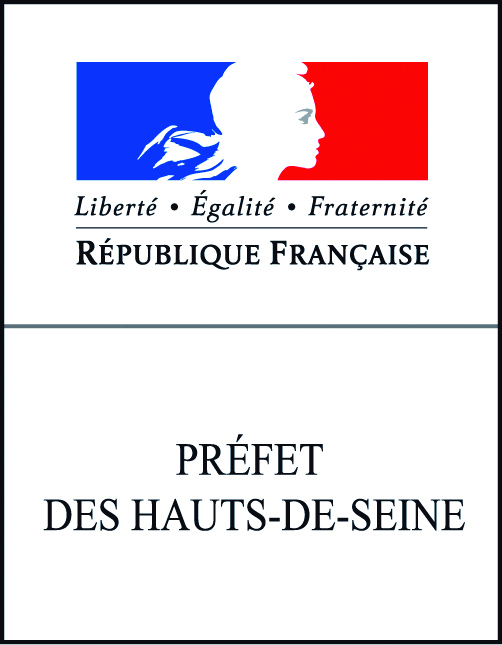 Liberté • Égalité • Fraternité
RÉPUBLIQUE FRANÇAISE
PRÉFET
DES HAUTS-DE-SEINE